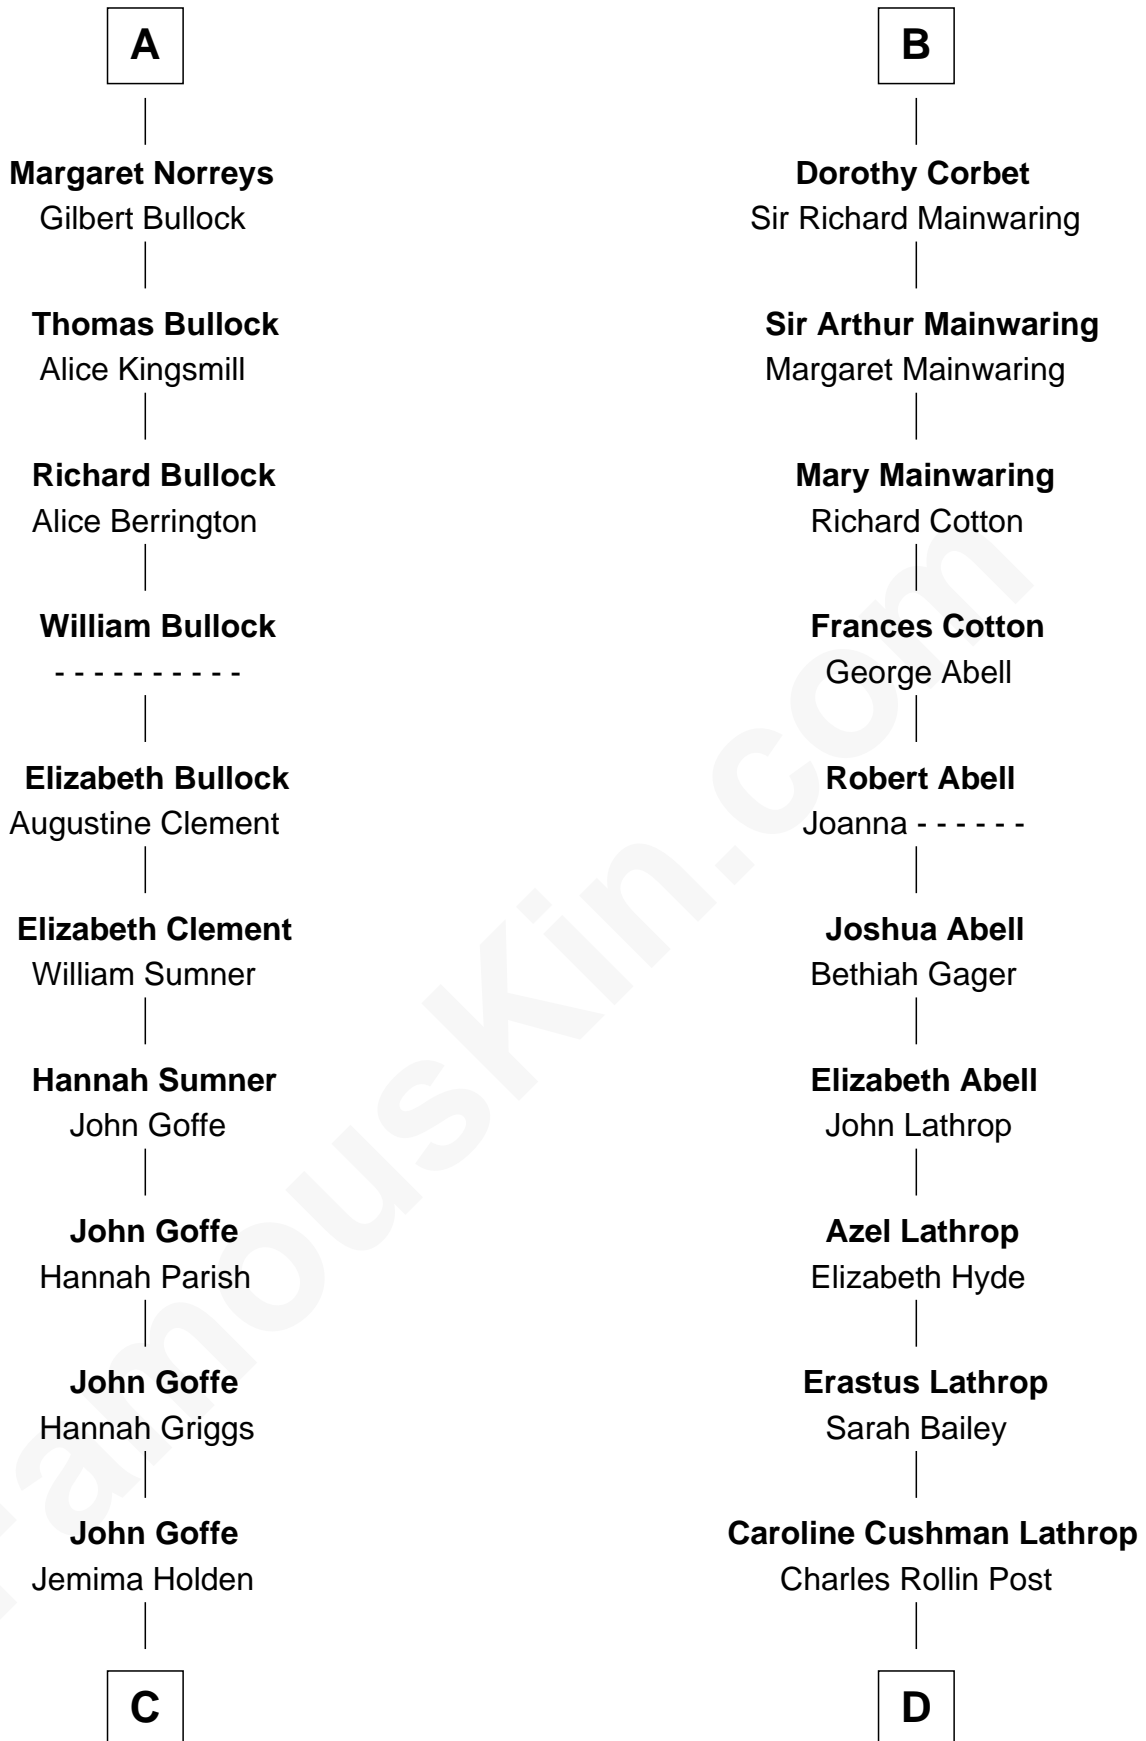 A
Margaret Norreys
Gilbert Bullock
Thomas Bullock
Alice Kingsmill
Richard Bullock
Alice Berrington
William Bullock
- - - - - - - - - -
Elizabeth Bullock
Augustine Clement
Elizabeth Clement
William Sumner
Hannah Sumner
John Goffe
John Goffe
Hannah Parish
John Goffe
Hannah Griggs
John Goffe
Jemima Holden
C
B
Dorothy Corbet
Sir Richard Mainwaring
Sir Arthur Mainwaring
Margaret Mainwaring
Mary Mainwaring
Richard Cotton
Frances Cotton
George Abell
Robert Abell
Joanna - - - - - -
Joshua Abell
Bethiah Gager
Elizabeth Abell
John Lathrop
Azel Lathrop
Elizabeth Hyde
Erastus Lathrop
Sarah Bailey
Caroline Cushman Lathrop
Charles Rollin Post
D
FamousKin.com